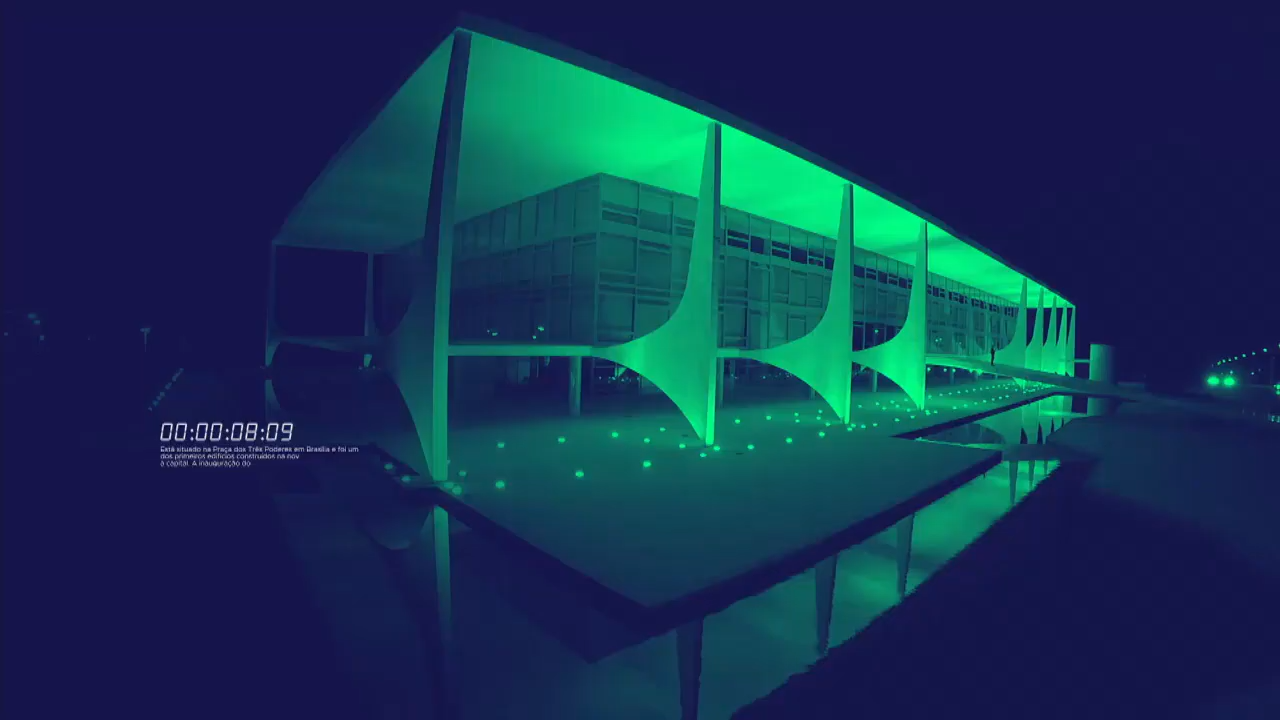 00:00:08:09
Está situado na Praça dos Três Poderes em Brasília e foi um
dos primeiros edifícios construídos na nov
a capital. A inauguração do